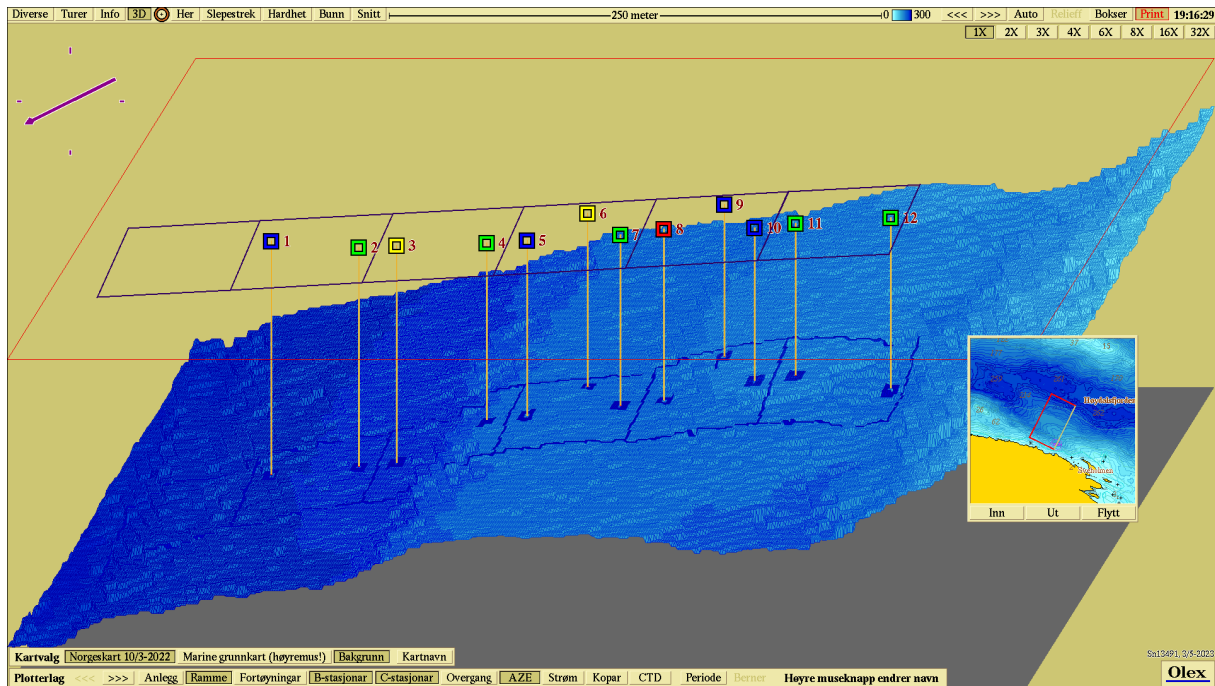 Diverse Turer Info 3D Her Slepestrek Hardhet Bunn Snitt 250 meter 0 300 <<< >>> Auto Relieff Bokser Print 19:16:29
1X 2X 3X 4X 6X 8X 16X 32X
1 2 3 4 5 6 7 8 9 10 11 12
Inn Ut Flytt
Kartvalg Norgeskart 10/3-2022 Marine grunnkart (høyremus!) Bakgrunn Kartnavn
Sn13491, 3/5-2023
Plotterlag <<< >>> Anlegg Ramme Fortøyninger B-stasjonar C-stasjonar Overgang AZE Strøm Kopar CTD Periode Berner Høyre museknapp endrer navn
Olex